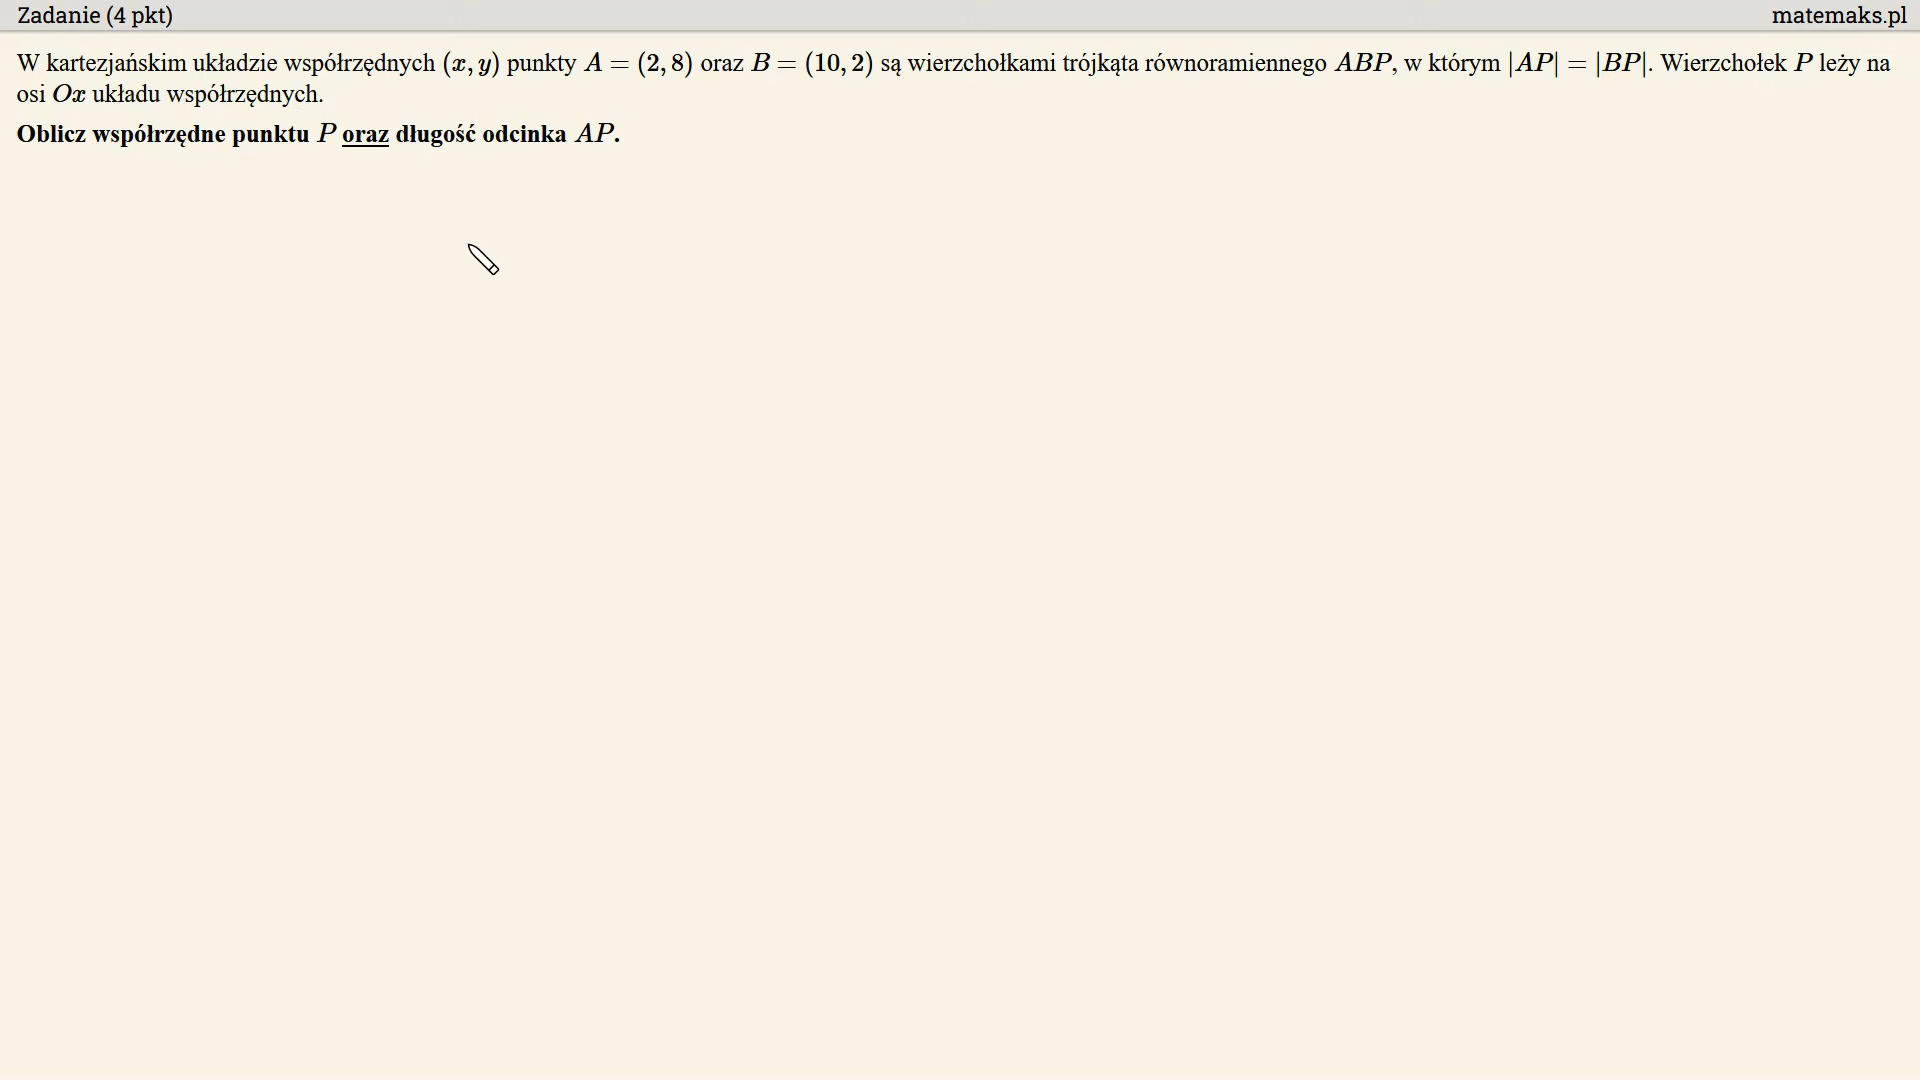 Zadanie (4 pkt)
matemaks.pl
W kartezjańskim układzie współrzędnych (x, y) punkty A = (2, 8) oraz B = (10, 2) są wierzchołkami trójkąta równoramiennego ABP, w którym |AP| = |BP|. Wierzchołek P leży na
osi Ox układu współrzędnych.
Oblicz współrzędne punktu P oraz długość odcinka AP.